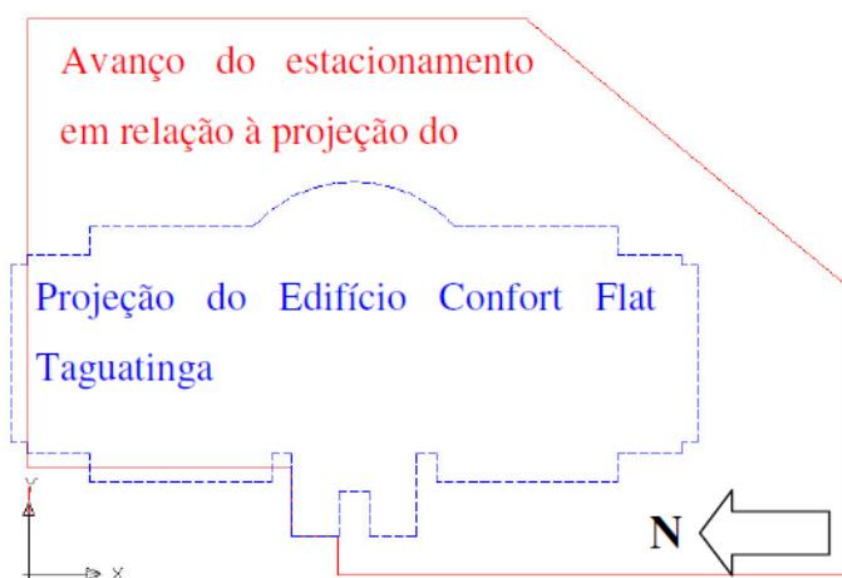 Avanço do estacionamento
em relação à projeção do
Projeção do Edifício Confort Flat
Taguatinga
N
Y
X